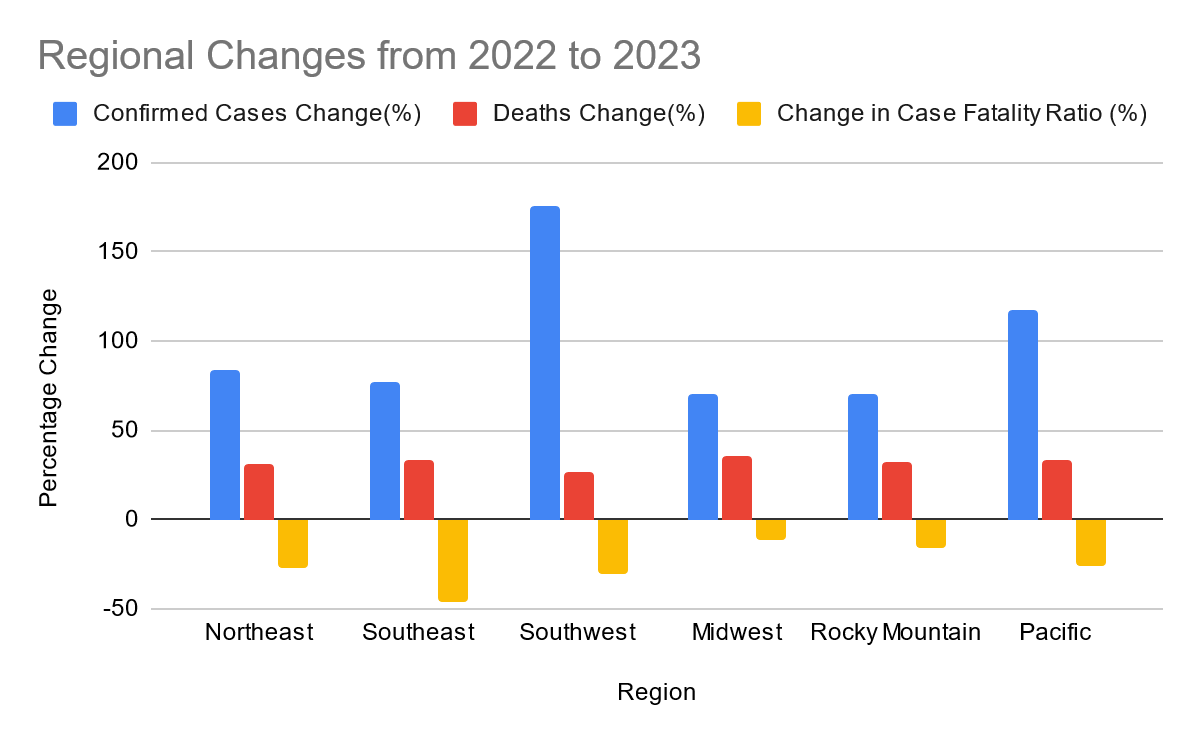 Regional Changes from 2022 to 2023
Confirmed Cases Change(%) Deaths Change(%) Change in Case Fatality Ratio (%)
200
150
100
50
0
-50
Percentage Change
Northeast Southeast Southwest Midwest Rocky Mountain Pacific
Region